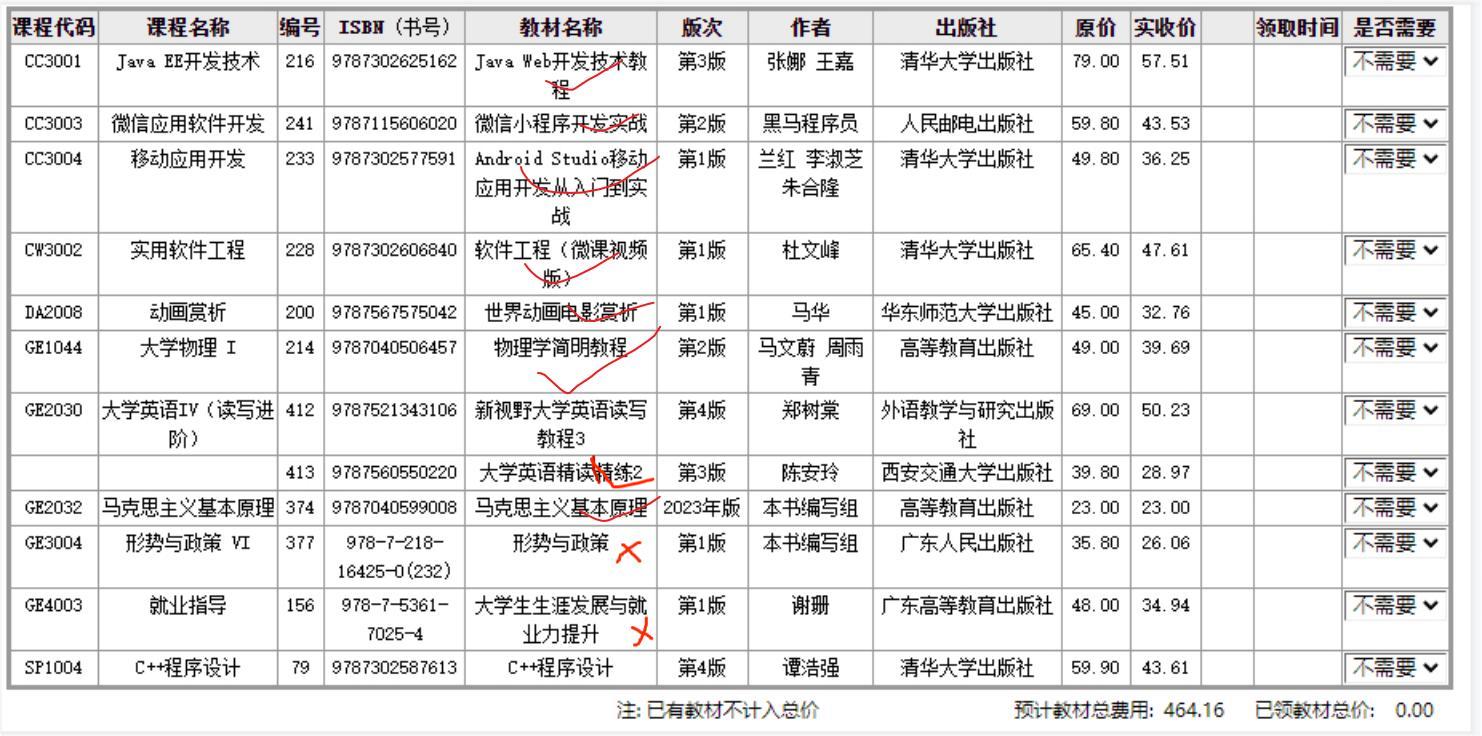 课程代码 课程名称 编号 ISBN（书号） 教材名称 版次 作者 出版社 原价 实收价 领取时间 是否需要
CC3001 Java EE开发技术 216 9787302625162 Java Web开发技术教 第3版 张娜 王嘉 清华大学出版社 79.00 57.51 不需要
程
CC3003 微信应用软件开发 241 9787115606020 微信小程序开发实战 第2版 黑马程序员 人民邮电出版社 59.80 43.53 不需要
CC3004 移动应用开发 233 9787302577591 Android Studio移动 第1版 兰红 李淑芝 清华大学出版社 49.80 36.25 不需要
应用开发从入门到实 朱合隆
战
CW3002 实用软件工程 228 9787302606840 软件工程（微课视频 第1版 杜文峰 清华大学出版社 65.40 47.61 不需要
版）
DA2008 动画赏析 200 9787567575042 世界动画电影赏析 第1版 马华 华东师范大学出版社 45.00 32.76 不需要
GE1044 大学物理 I 214 9787040506457 物理学简明教程 第2版 马文蔚 周雨 高等教育出版社 49.00 39.69 不需要
青
GE2030 大学英语IV（读写进 412 9787521343106 新视野大学英语读写 第4版 郑树棠 外语教学与研究出版 69.00 50.23 不需要
阶） 教程3 社
413 9787560550220 大学英语精读精练2 第3版 陈安玲 西安交通大学出版社 39.80 28.97 不需要
GE2032 马克思主义基本原理 374 9787040599008 马克思主义基本原理 2023年版 本书编写组 高等教育出版社 23.00 23.00 不需要
GE3004 形势与政策 VI 377 978-7-218- 形势与政策 第1版 本书编写组 广东人民出版社 35.80 26.06 不需要
16425-0(232)
GE4003 就业指导 156 978-7-5361- 大学生生涯发展与就 第1版 谢珊 广东高等教育出版社 48.00 34.94 不需要
7025-4 业力提升
SP1004 C++程序设计 79 9787302587613 C++程序设计 第4版 谭浩强 清华大学出版社 59.90 43.61 不需要
注: 已有教材不计入总价 预计教材总费用: 464.16 已领教材总价: 0.00